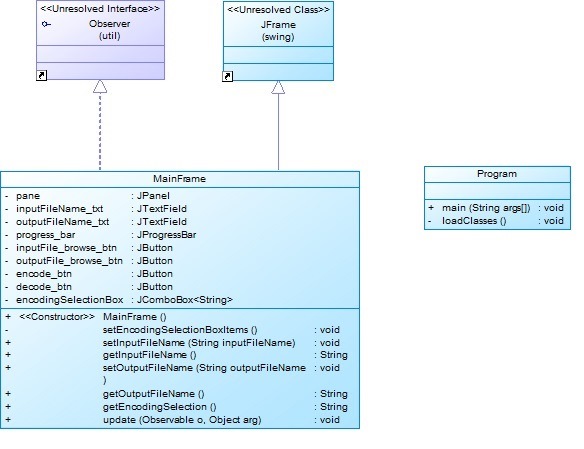 <<Unresolved Interface>>
Observer
(util)
<<Unresolved Class>>
JFrame
(swing)
MainFrame
- pane : JPanel
- inputFileName_txt : JTextField
- outputFileName_txt : JTextField
- progress_bar : JProgressBar
- inputFile_browse_btn : JButton
- outputFile_browse_btn : JButton
- encode_btn : JButton
- decode_btn : JButton
- encodingSelectionBox : JComboBox<String>
+ <<Constructor>> MainFrame ()
- setEncodingSelectionBoxItems () : void
+ setInputFileName (String inputFileName) : void
+ getInputFileName () : String
+ setOutputFileName (String outputFileName : void
)
+ getOutputFileName () : String
+ getEncodingSelection () : String
+ update (Observable o, Object arg) : void
Program
+ main (String args[]) : void
- loadClasses () : void